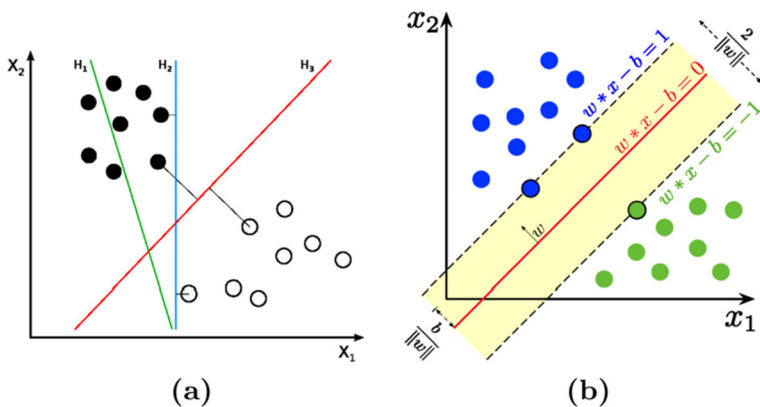 X₂
H₁
H₂
H₃
X₁
(a)
x₂
w * x − b = 1
w * x − b = 0
w * x − b = −1
2/‖w‖
w
b/‖w‖
x₁
(b)